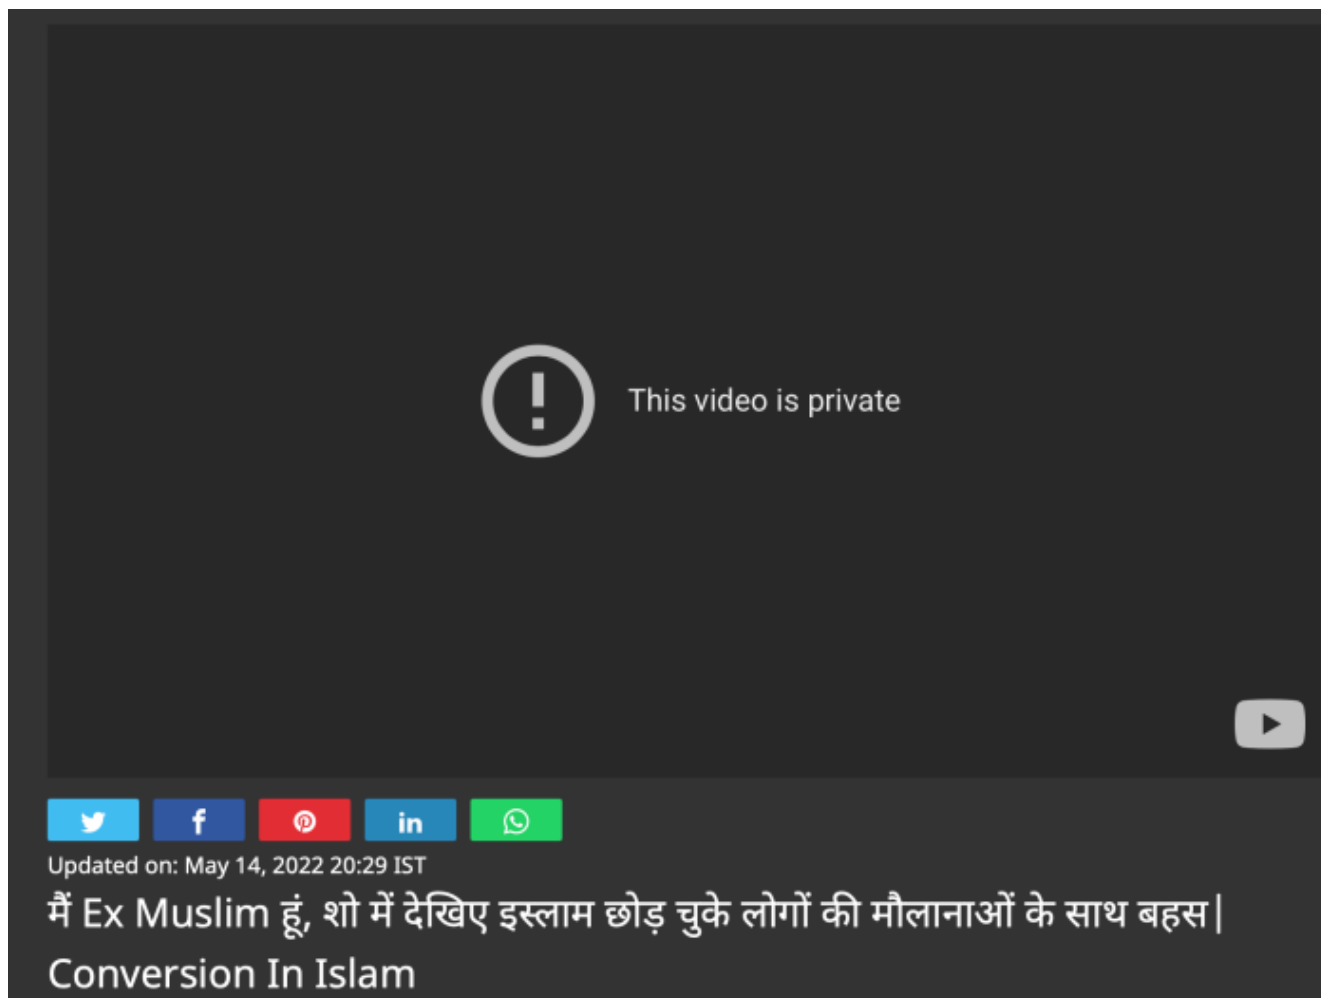 This video is private
Updated on: May 14, 2022 20:29 IST
मैं Ex Muslim हूं, शो में देखिए इस्लाम छोड़ चुके लोगों की मौलानाओं के साथ बहस|
Conversion In Islam